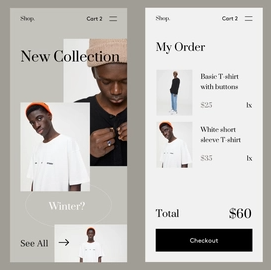 Shop.
Cart 2
New Collection
Winter?
See All
Shop.
Cart 2
My Order
Basic T-shirt
with buttons
$25
1x
White short
sleeve T-shirt
$35
1x
Total
$60
Checkout